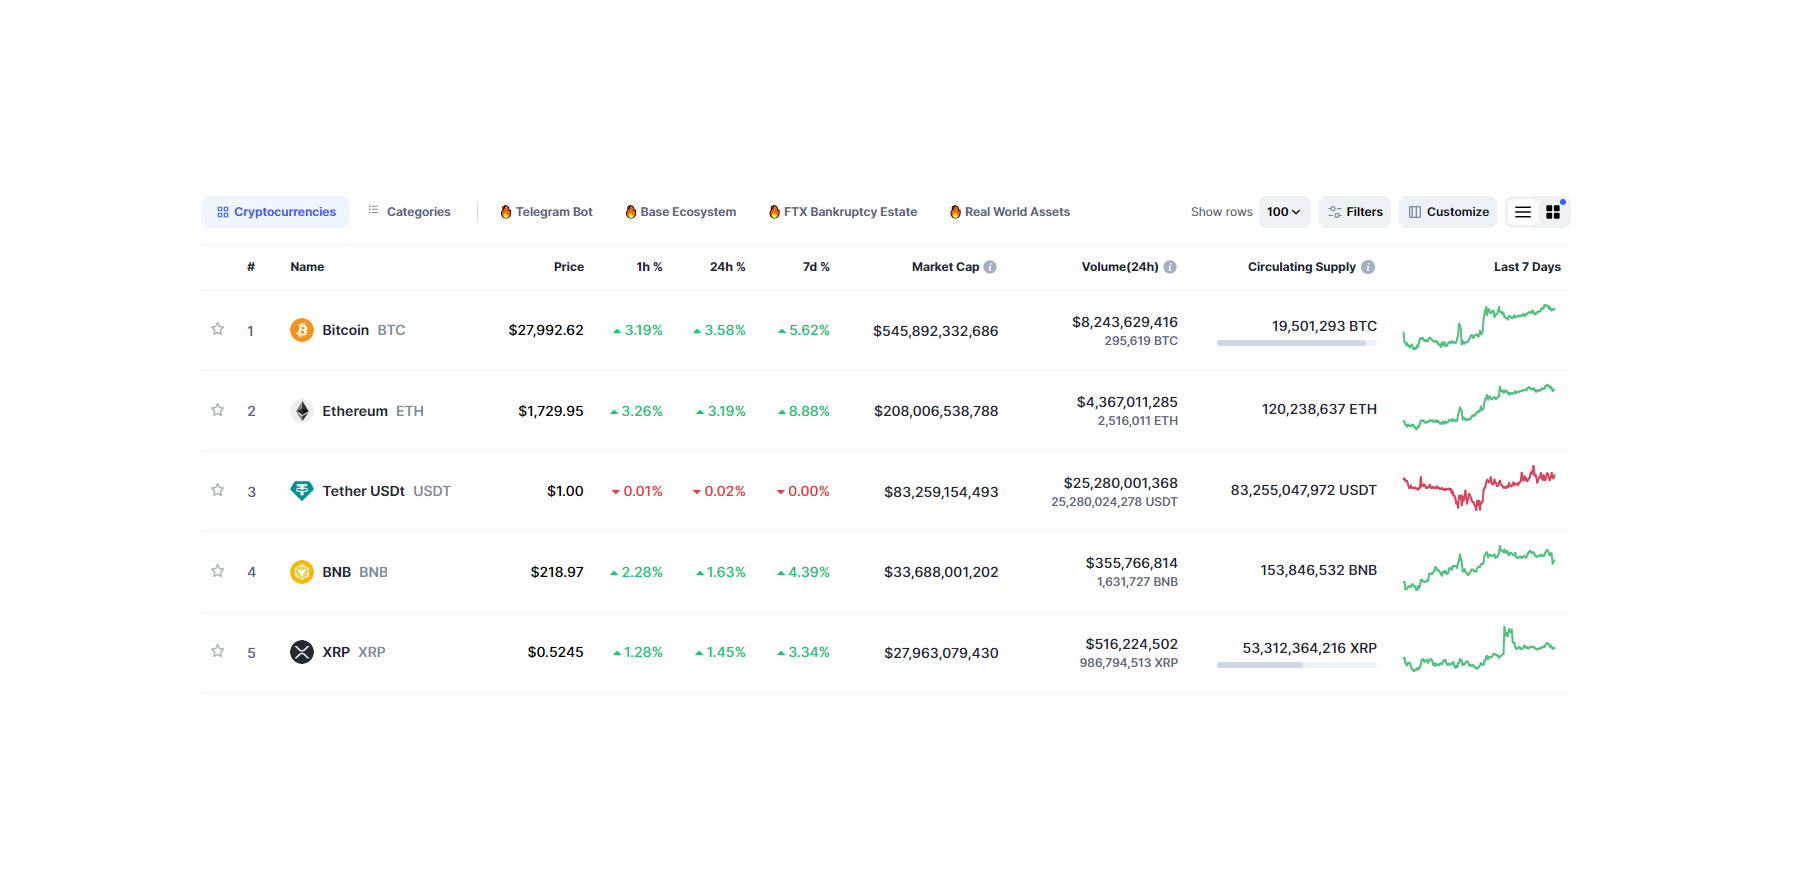 Cryptocurrencies Categories Telegram Bot Base Ecosystem FTX Bankruptcy Estate Real World Assets Show rows 100 Filters Customize
# Name Price 1h % 24h % 7d % Market Cap Volume(24h) Circulating Supply Last 7 Days
1 Bitcoin BTC $27,992.62 3.19% 3.58% 5.62% $545,892,332,686 $8,243,629,416 19,501,293 BTC
295,619 BTC
2 Ethereum ETH $1,729.95 3.26% 3.19% 8.88% $208,006,538,788 $4,367,011,285 120,238,637 ETH
2,516,011 ETH
3 Tether USDt USDT $1.00 0.01% 0.02% 0.00% $83,259,154,493 $25,280,001,368 83,255,047,972 USDT
25,280,024,278 USDT
4 BNB BNB $218.97 2.28% 1.63% 4.39% $33,688,001,202 $355,766,814 153,846,532 BNB
1,631,727 BNB
5 XRP XRP $0.5245 1.28% 1.45% 3.34% $27,963,079,430 $516,224,502 53,312,364,216 XRP
986,794,513 XRP